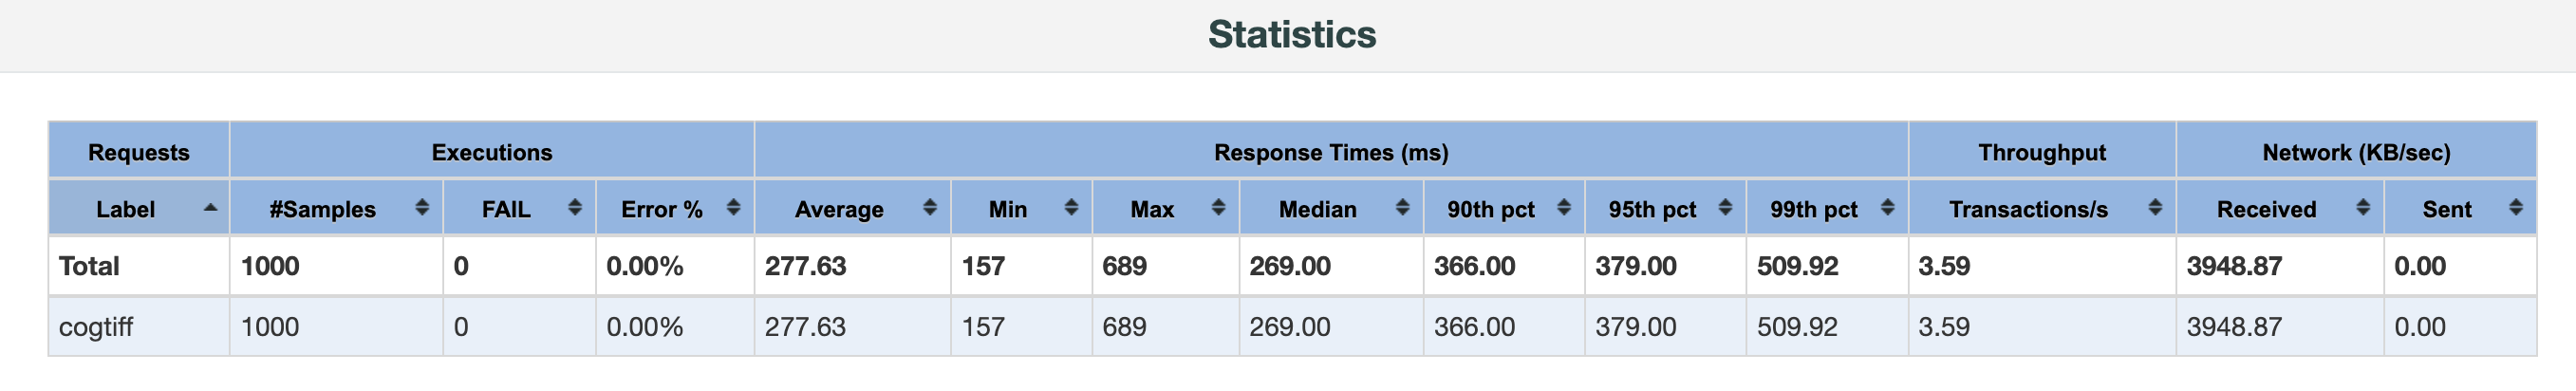 Statistics
Requests Executions Response Times (ms) Throughput Network (KB/sec)
Label #Samples FAIL Error % Average Min Max Median 90th pct 95th pct 99th pct Transactions/s Received Sent
Total 1000 0 0.00% 277.63 157 689 269.00 366.00 379.00 509.92 3.59 3948.87 0.00
cogtiff 1000 0 0.00% 277.63 157 689 269.00 366.00 379.00 509.92 3.59 3948.87 0.00